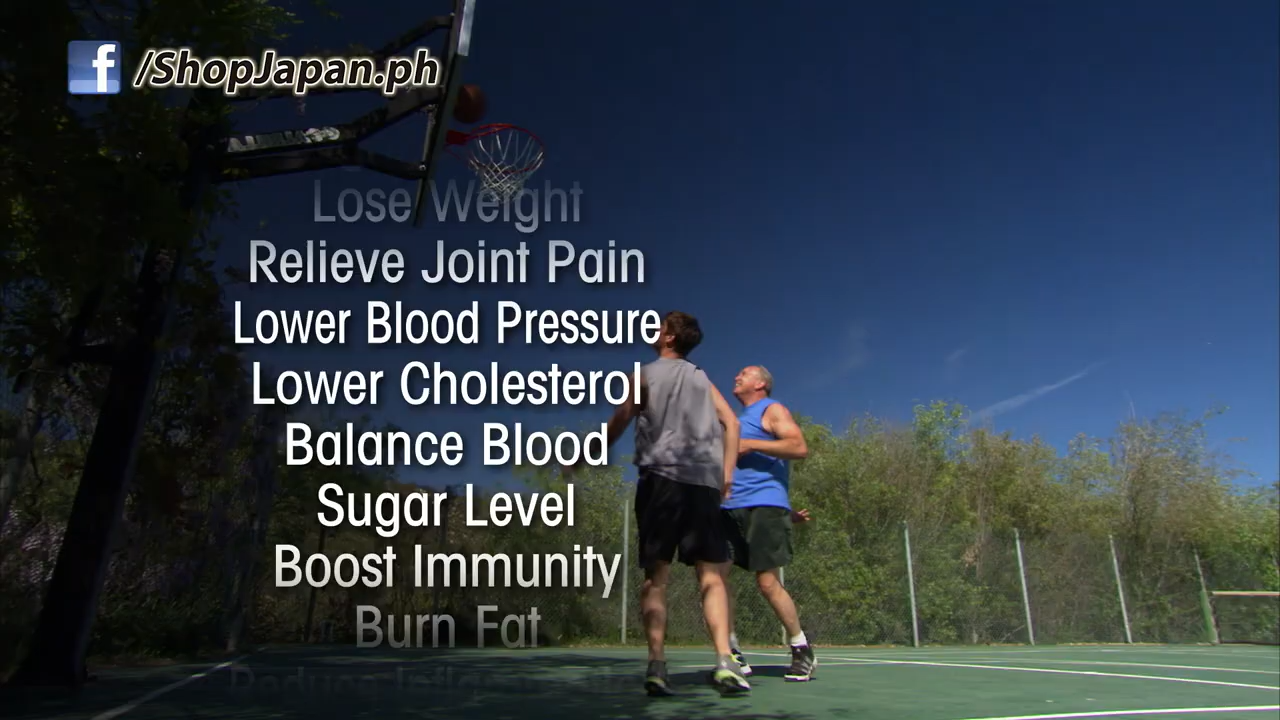 f /ShopJapan.ph
Lose Weight
Relieve Joint Pain
Lower Blood Pressure
Lower Cholesterol
Balance Blood
Sugar Level
Boost Immunity
Burn Fat